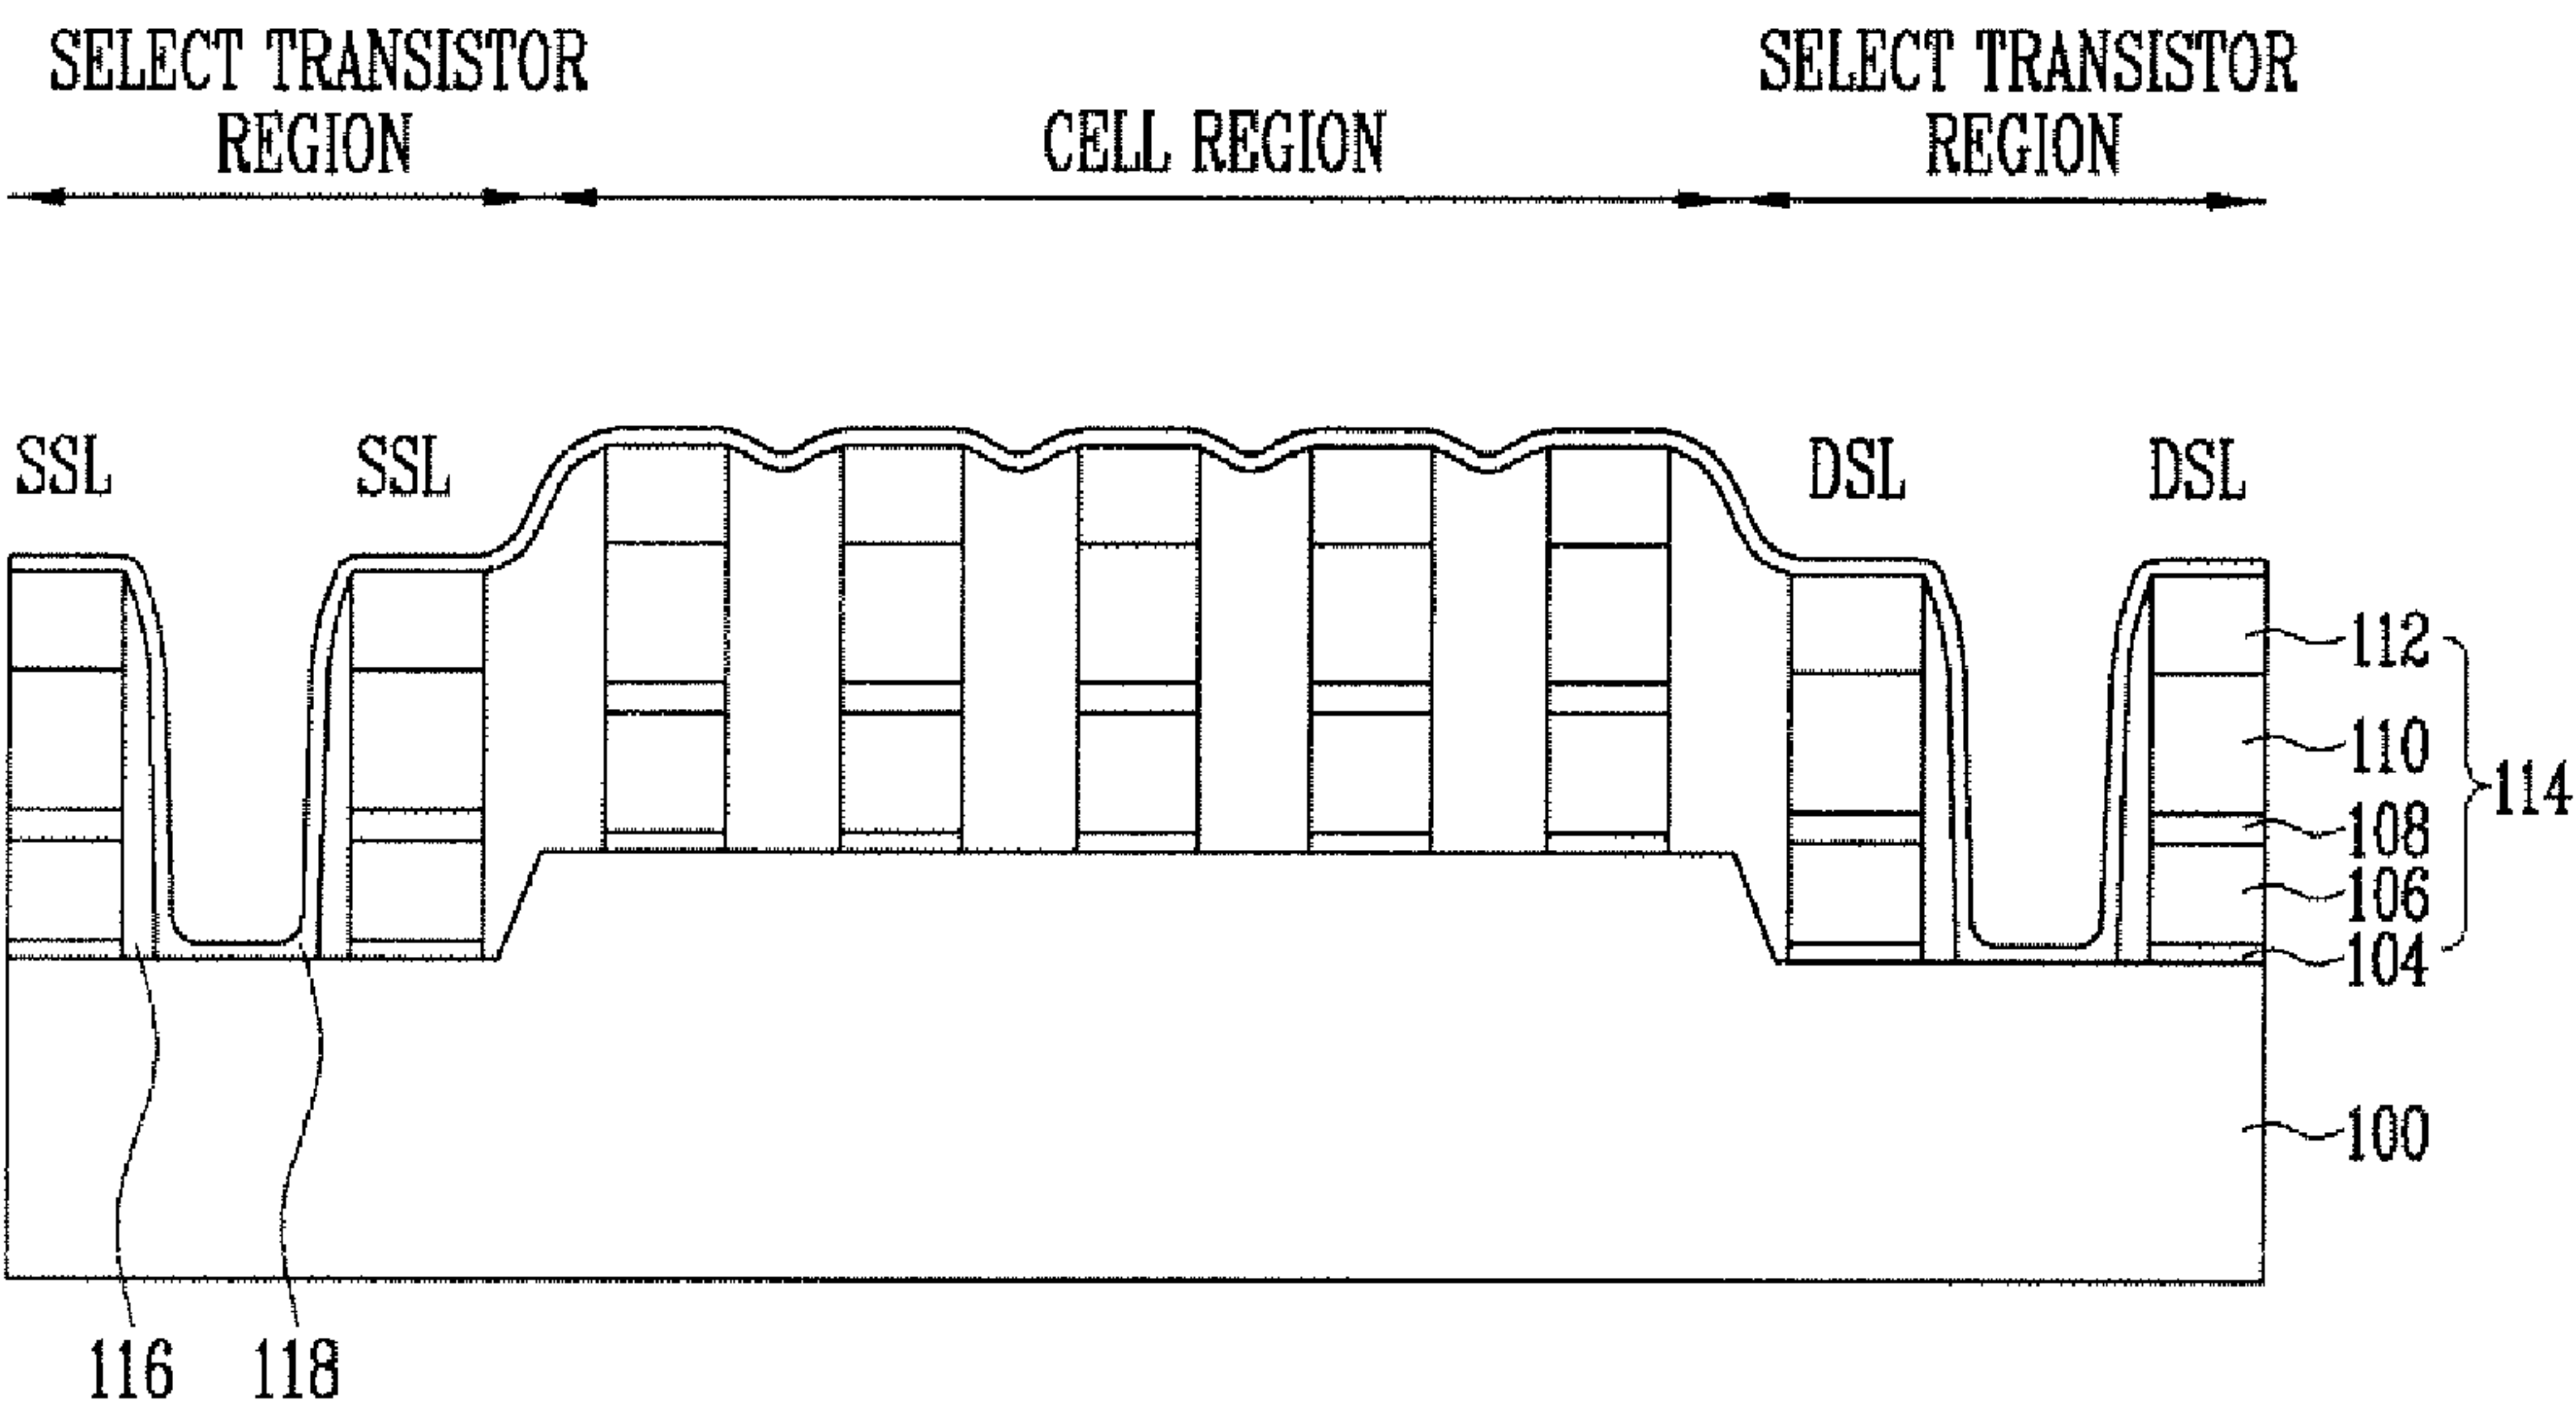 SELECT TRANSISTOR
REGION
CELL REGION
SELECT TRANSISTOR
REGION
SSL
SSL
DSL
DSL
112
110
108
106
104
114
100
116
118